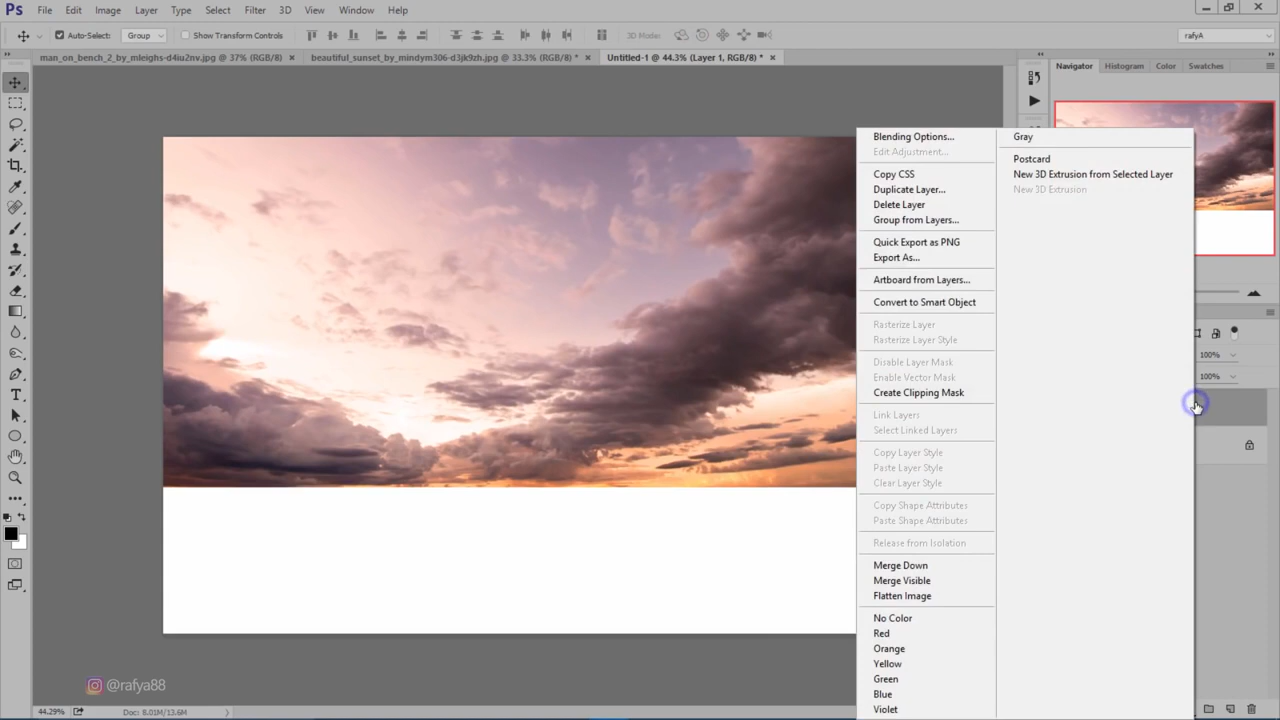 Ps File Edit Image Layer Type Select Filter 3D View Window Help
Auto-Select: Group Show Transform Controls 3D Mode: rafyA
man_on_bench_2_by_mleighs-d4iu2nv.jpg @ 37% (RGB/8) × beautiful_sunset_by_mindym306-d3jk9zh.jpg @ 33.3% (RGB/8) * × Untitled-1 @ 44.3% (Layer 1, RGB/8) * ×
Navigator Histogram Color Swatches
Blending Options...
Edit Adjustment...
Copy CSS
Duplicate Layer...
Delete Layer
Group from Layers...
Quick Export as PNG
Export As...
Artboard from Layers...
Convert to Smart Object
Rasterize Layer
Rasterize Layer Style
Disable Layer Mask
Enable Vector Mask
Create Clipping Mask
Link Layers
Select Linked Layers
Copy Layer Style
Paste Layer Style
Clear Layer Style
Copy Shape Attributes
Paste Shape Attributes
Release from Isolation
Merge Down
Merge Visible
Flatten Image
No Color
Red
Orange
Yellow
Green
Blue
Violet
Gray
Postcard
New 3D Extrusion from Selected Layer
New 3D Extrusion
100%
100%
@rafya88
44.29% Doc: 8.01M/13.6M